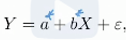 Y = a + bX + ε,